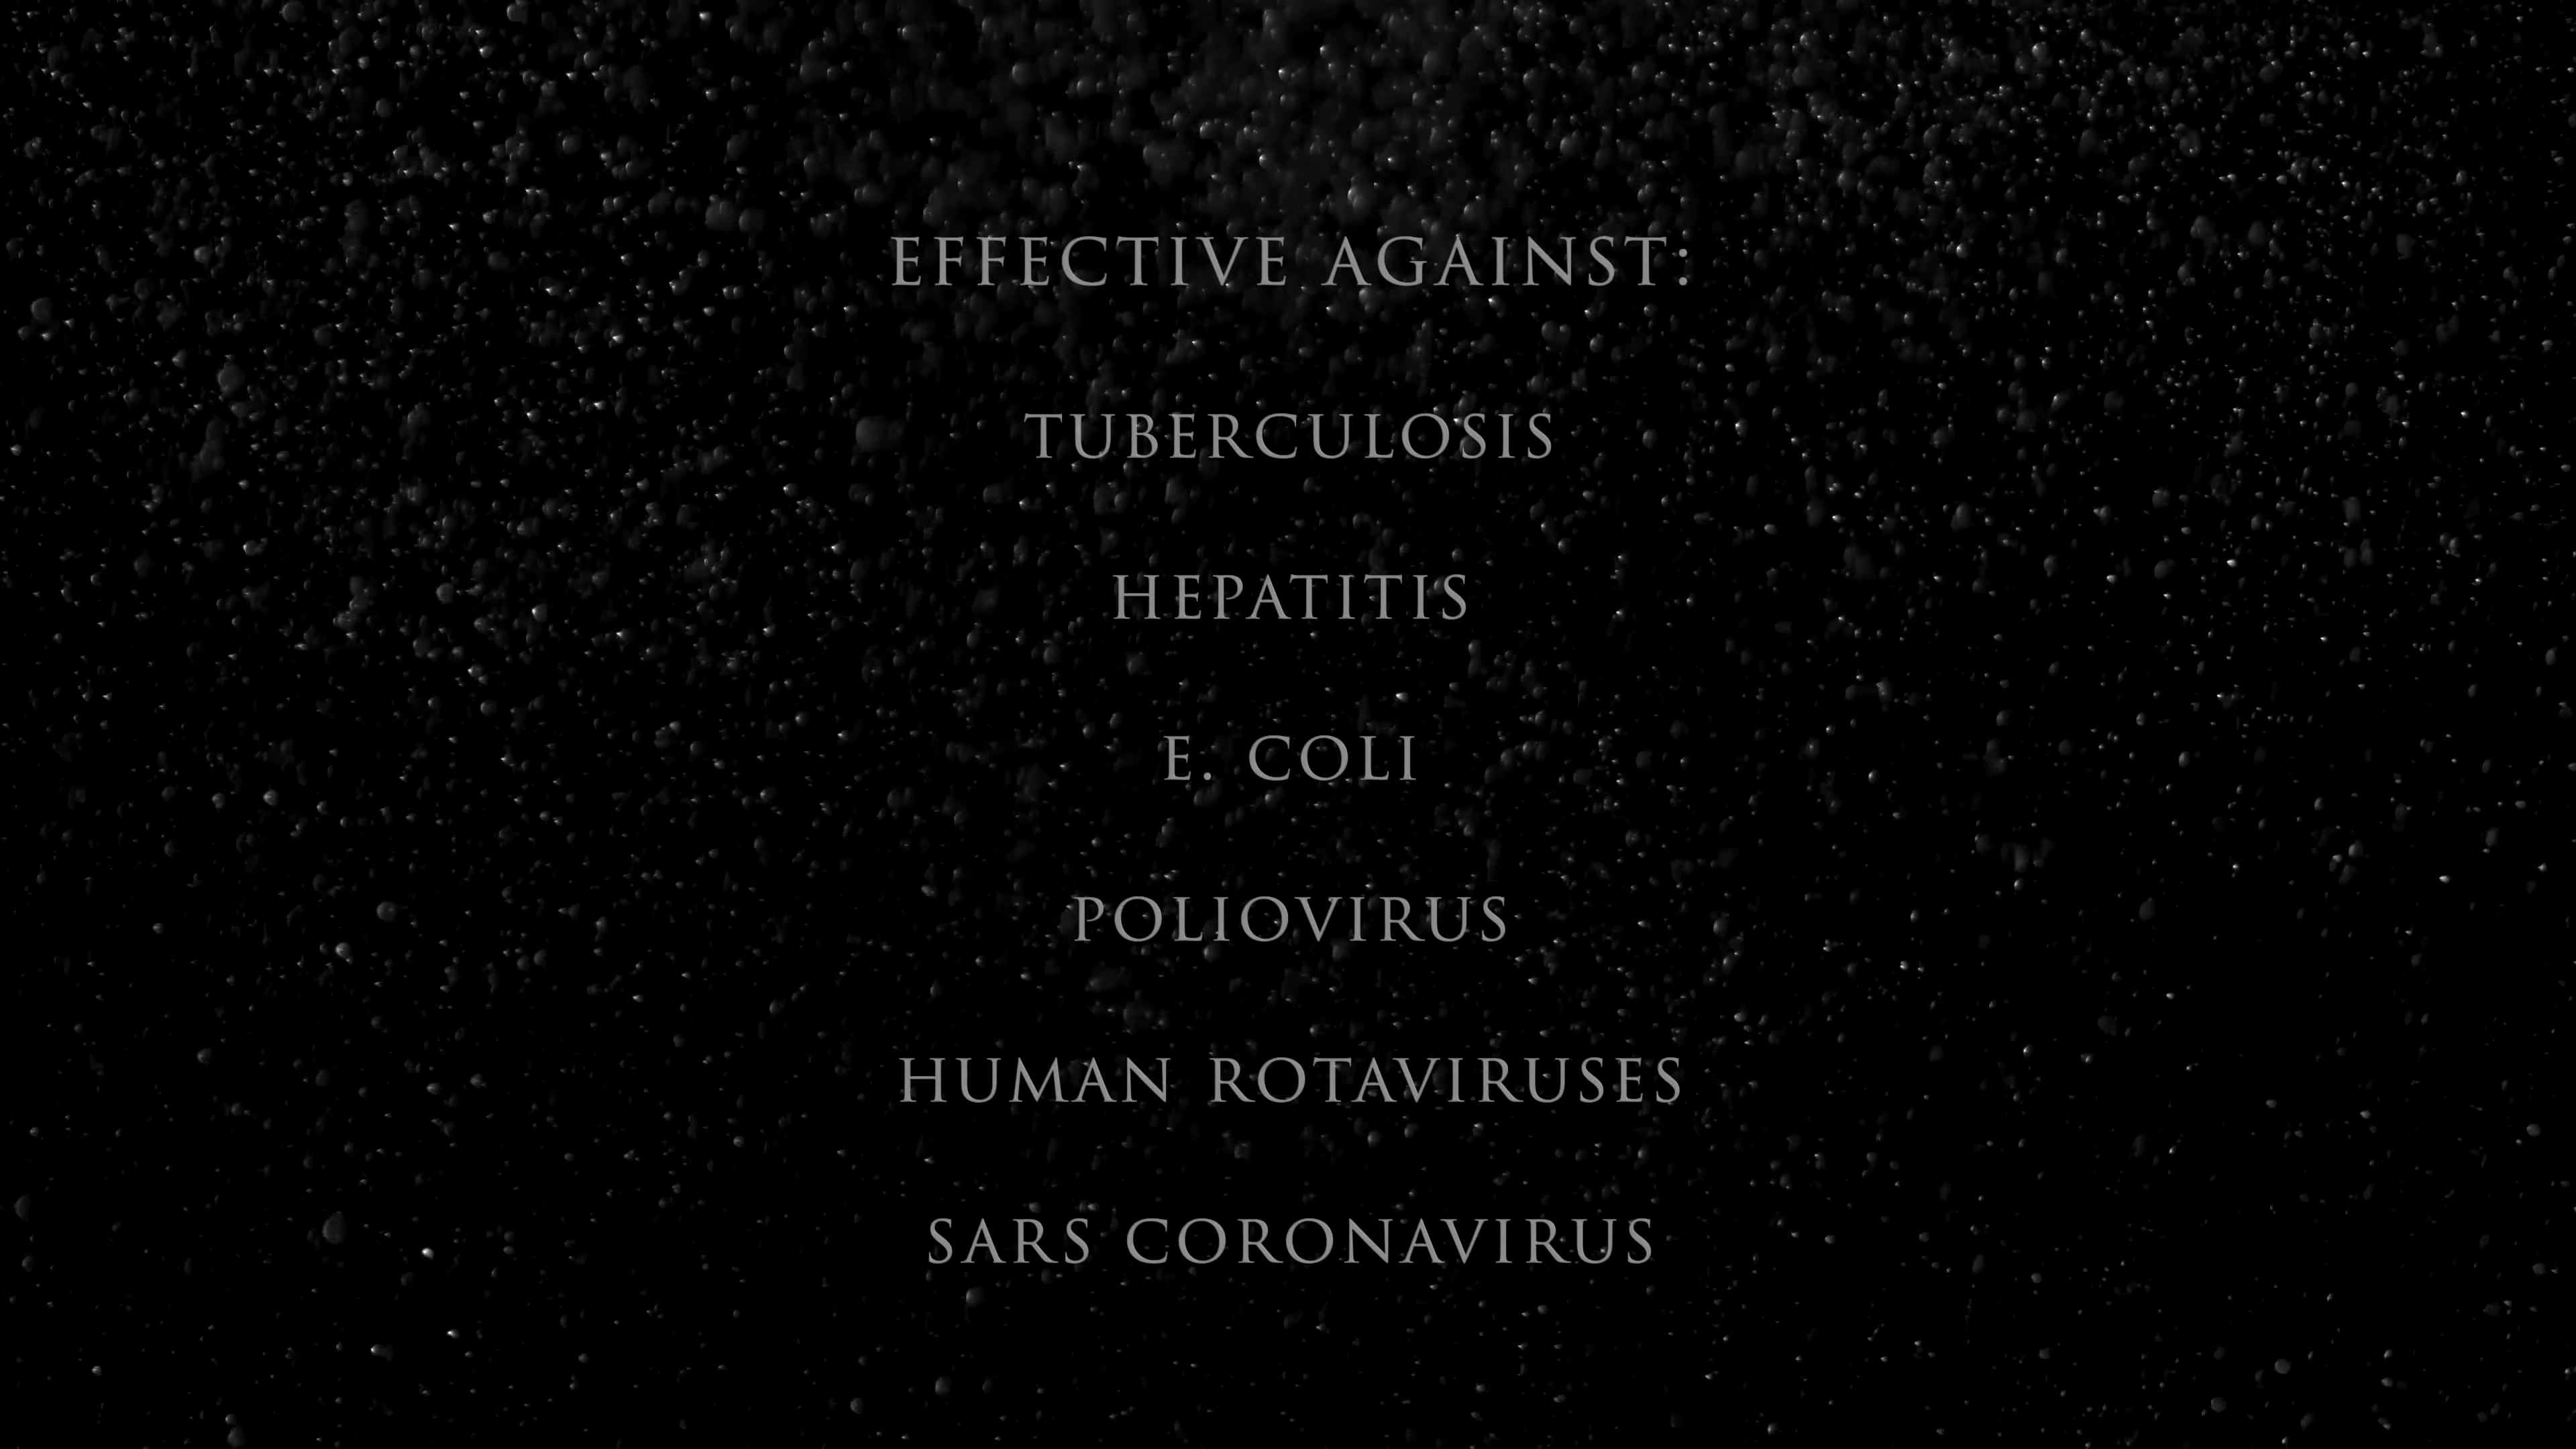 EFFECTIVE AGAINST:
TUBERCULOSIS
HEPATITIS
E. COLI
POLIOVIRUS
HUMAN ROTAVIRUSES
SARS CORONAVIRUS